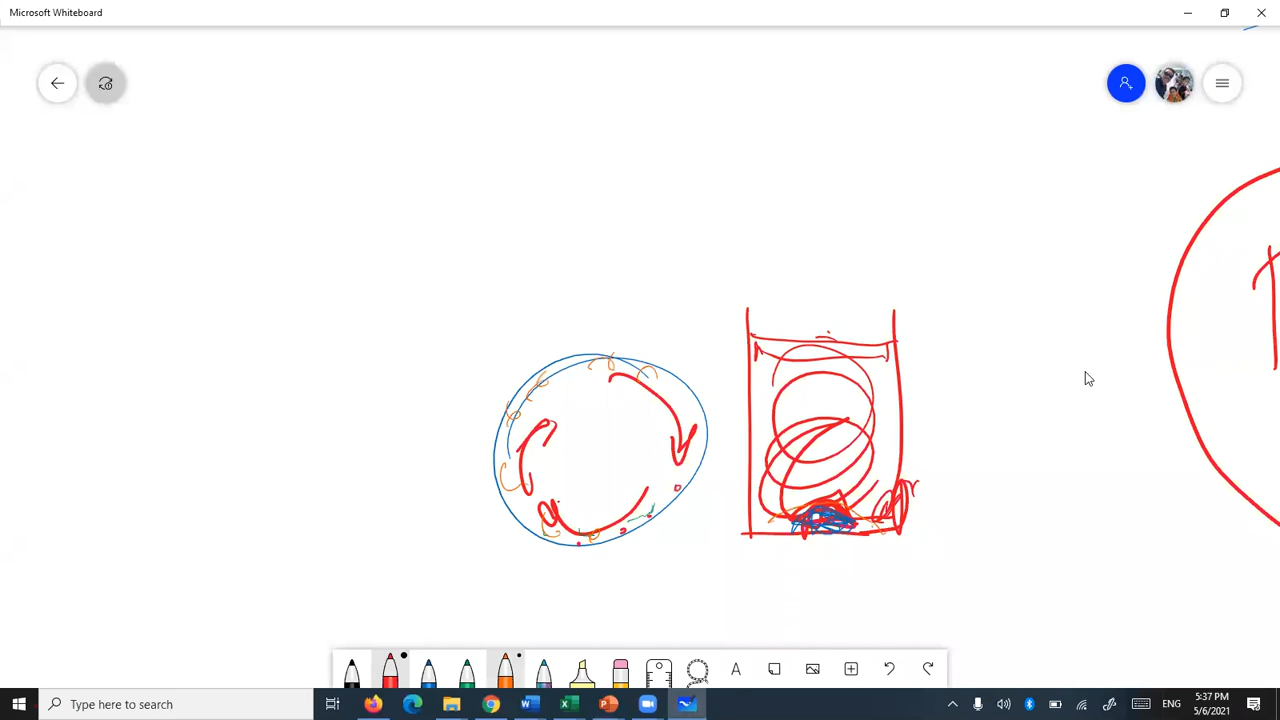 Microsoft Whiteboard
Type here to search
ENG
5:37 PM
5/6/2021